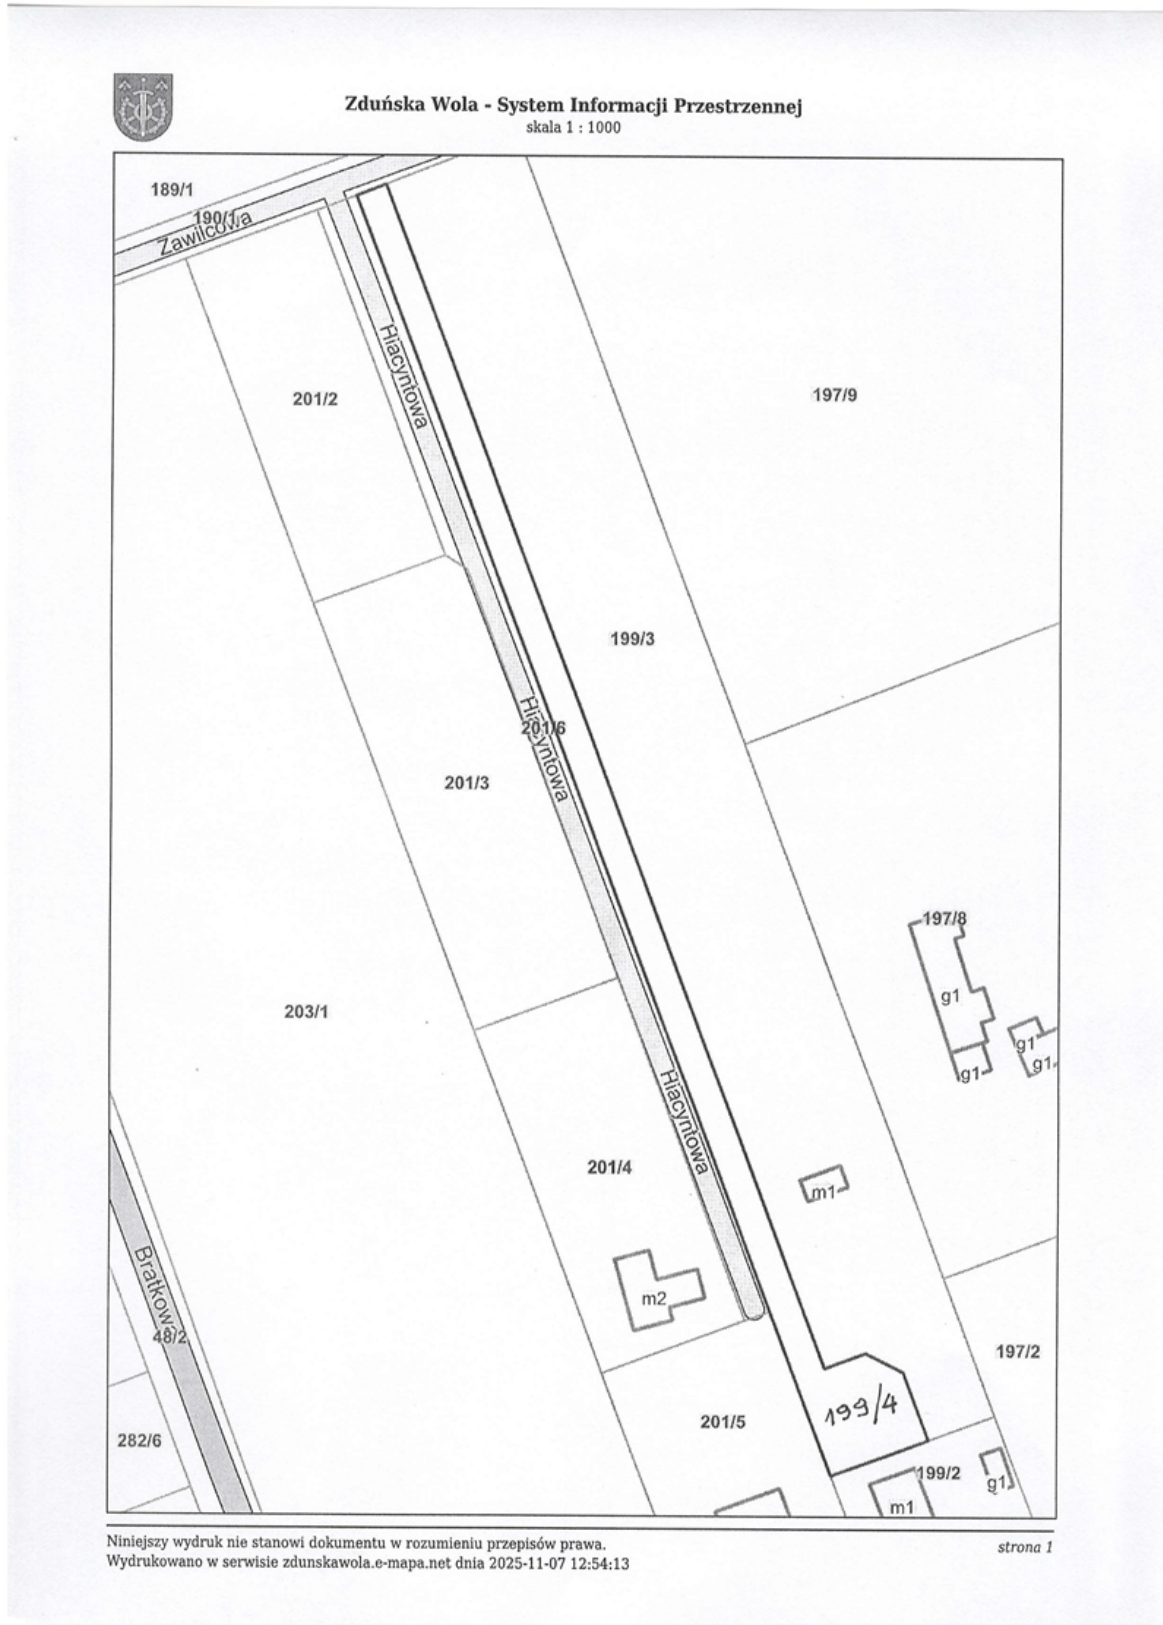 Zduńska Wola - System Informacji Przestrzennej
skala 1 : 1000
189/1
190/1
Zawilcowa
Hiacyntowa
201/2
197/9
199/3
Hiacyntowa
201/6
201/3
197/8
g1
203/1
g1
g1
g1
Hiacyntowa
201/4
m1
Bratkowa
m2
48/2
197/2
199/4
201/5
282/6
199/2
g1
m1
Niniejszy wydruk nie stanowi dokumentu w rozumieniu przepisów prawa.
strona 1
Wydrukowano w serwisie zdunskawola.e-mapa.net dnia 2025-11-07 12:54:13